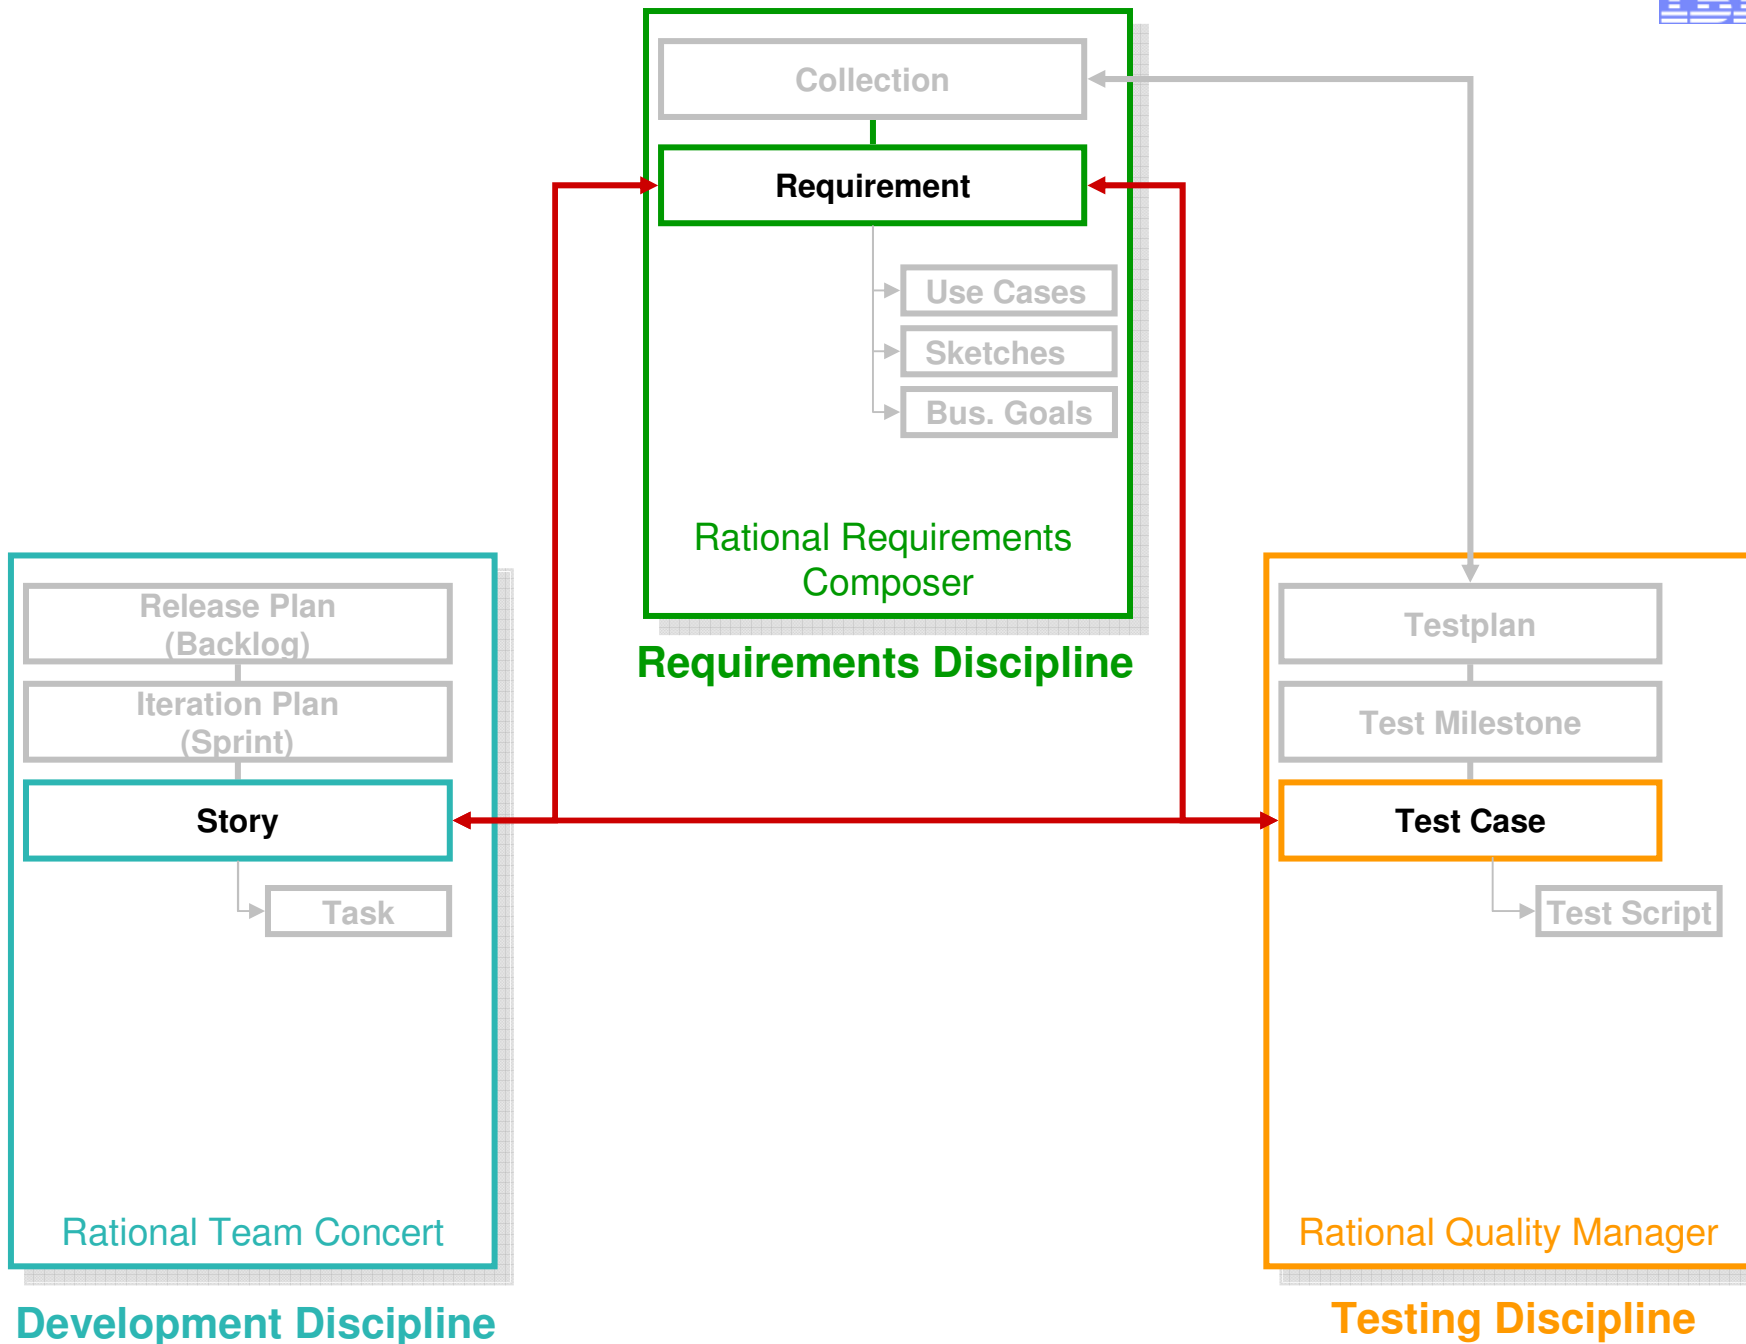 IBM
Collection
Requirement
Use Cases
Sketches
Bus. Goals
Rational Requirements
Composer
Requirements Discipline
Release Plan
(Backlog)
Iteration Plan
(Sprint)
Story
Task
Rational Team Concert
Development Discipline
Testplan
Test Milestone
Test Case
Test Script
Rational Quality Manager
Testing Discipline